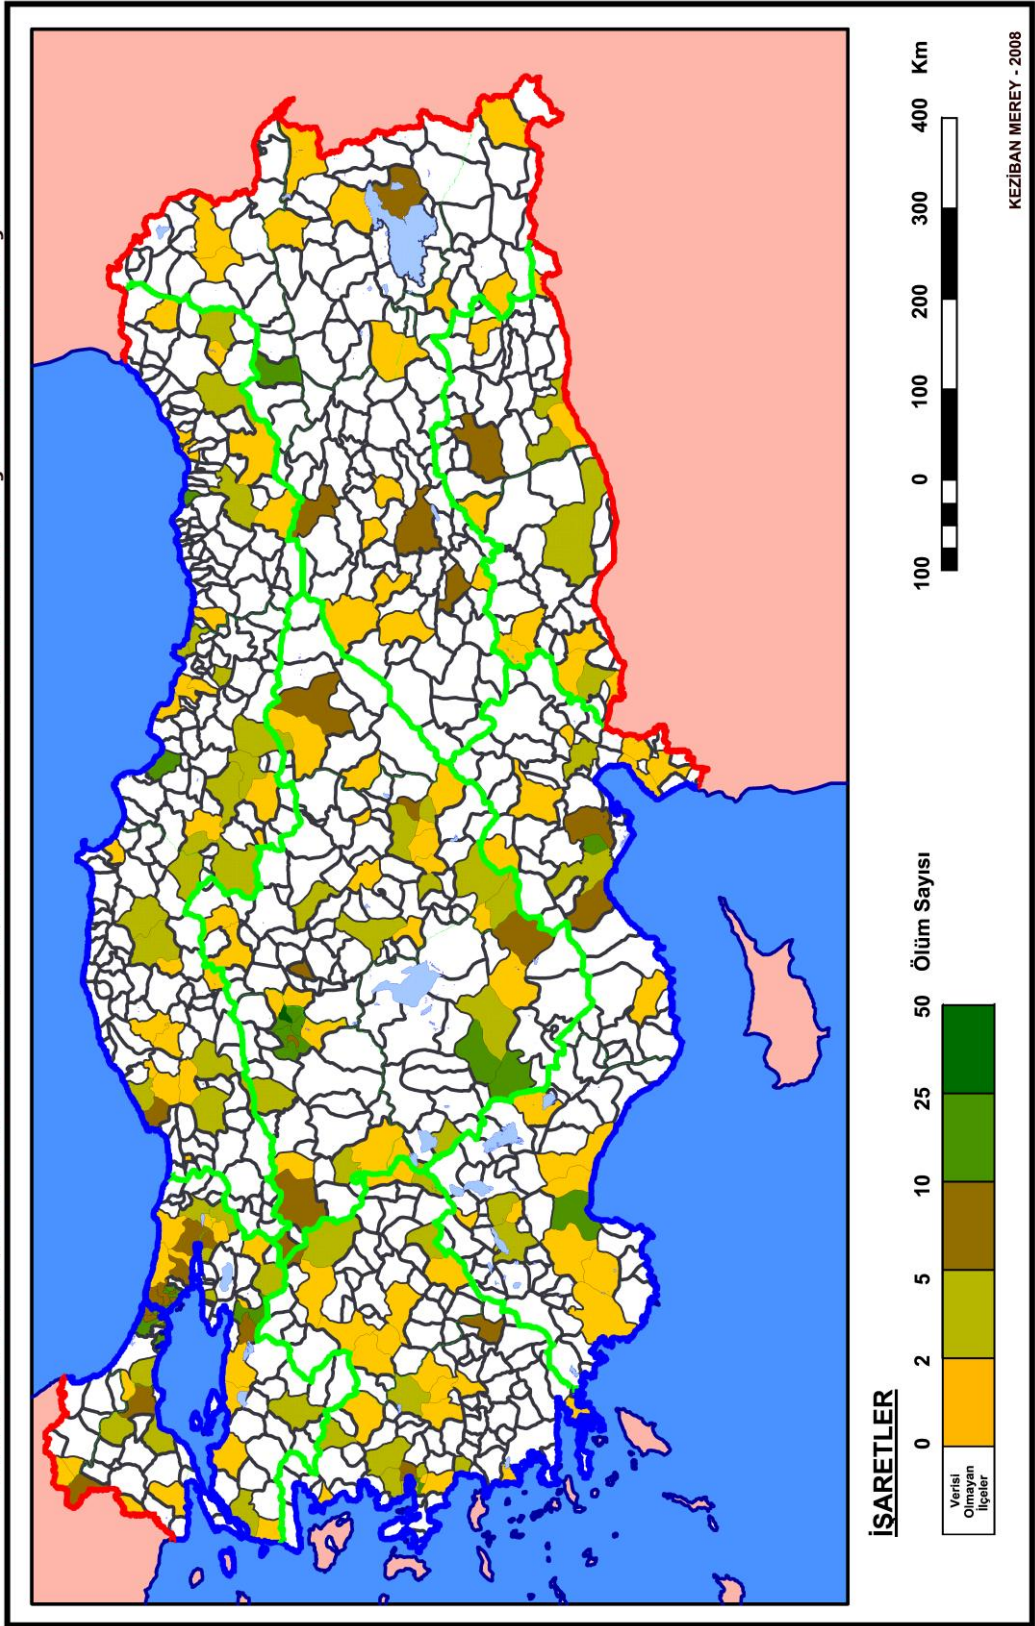 İŞARETLER
Ölüm Sayısı
Verisi
Olmayan
İlçeler
0 2 5 10 25 50
100 0 100 200 300 400 Km
KEZİBAN MEREY - 2008